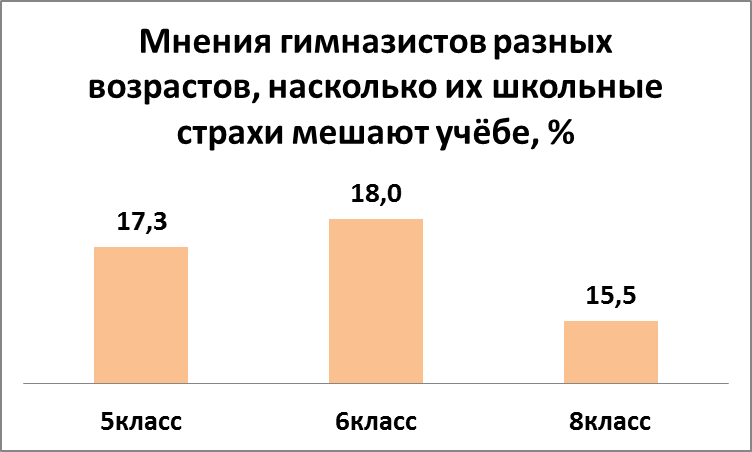 Мнения гимназистов разных
возрастов, насколько их школьные
страхи мешают учёбе, %
17,3
18,0
15,5
5класс
6класс
8класс